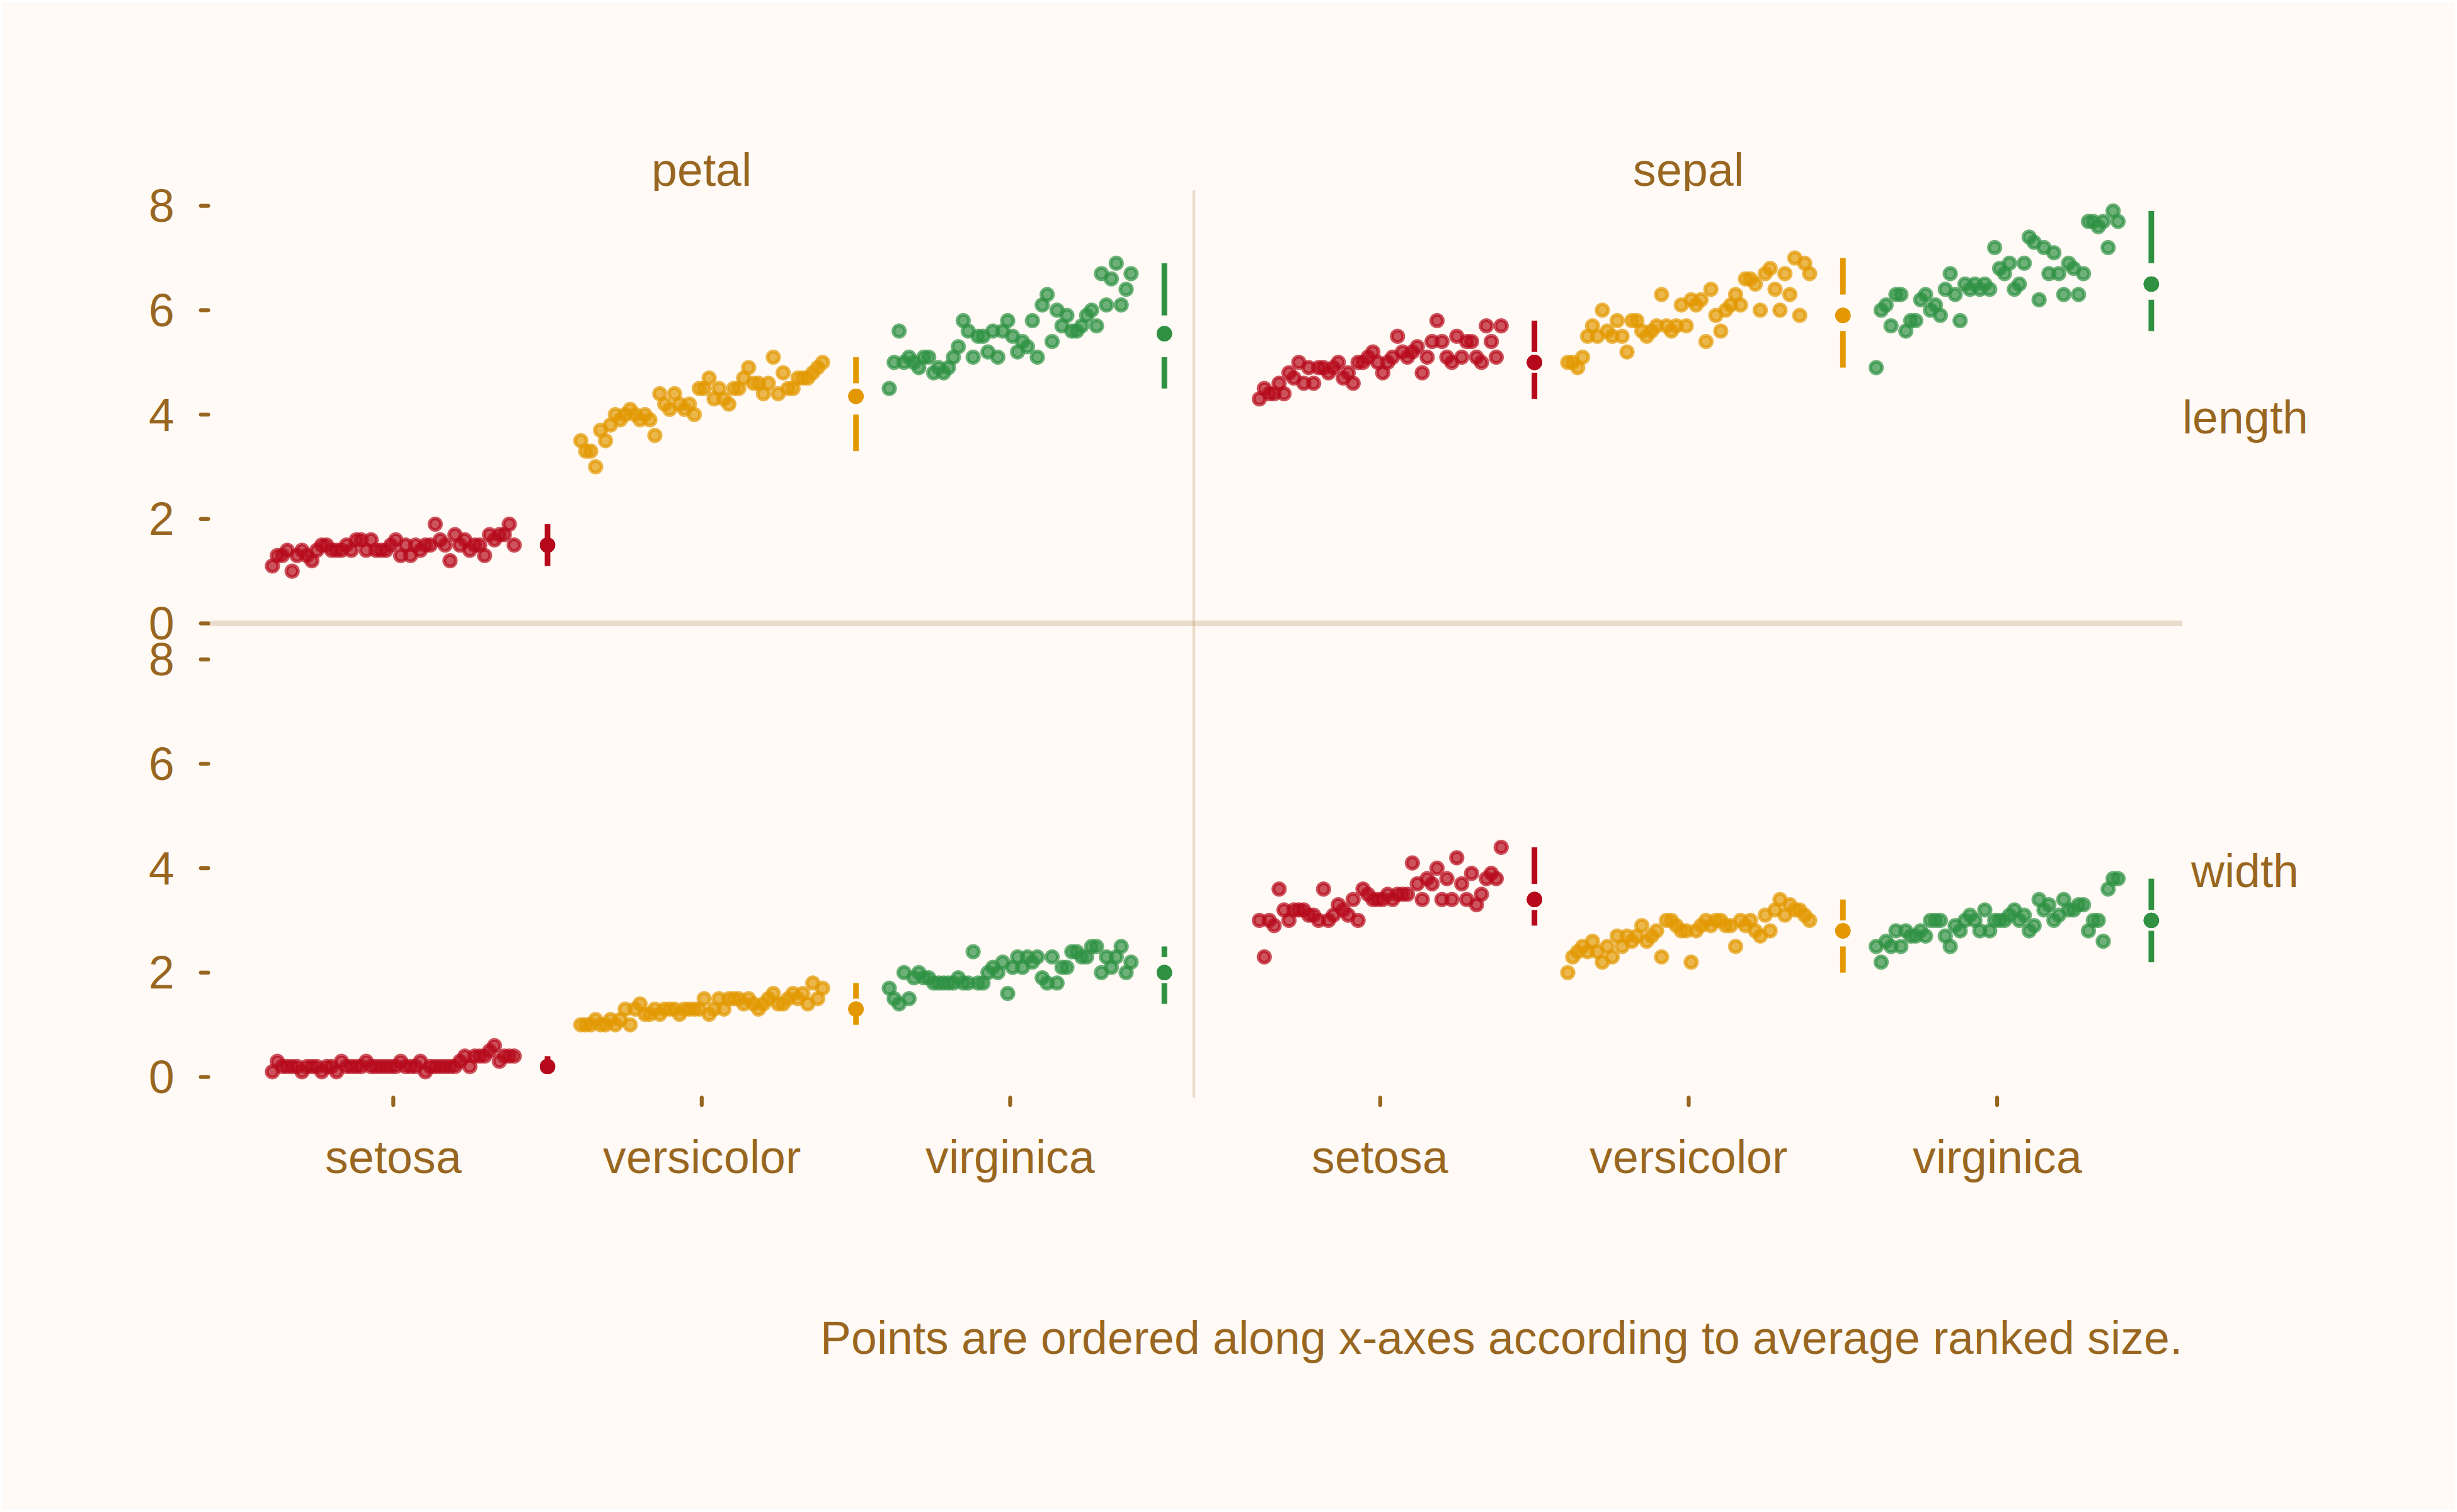 petal
sepal
8
6
4
2
0
length
8
6
4
2
0
width
setosa
versicolor
virginica
setosa
versicolor
virginica
Points are ordered along x-axes according to average ranked size.